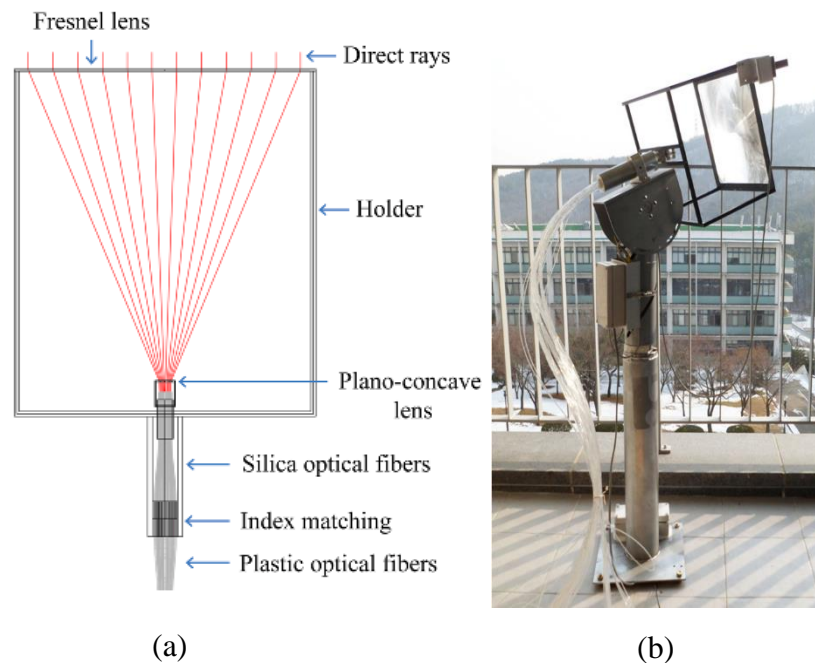 Fresnel lens
Direct rays
Holder
Plano-concave
lens
Silica optical fibers
Index matching
Plastic optical fibers
(a)
(b)